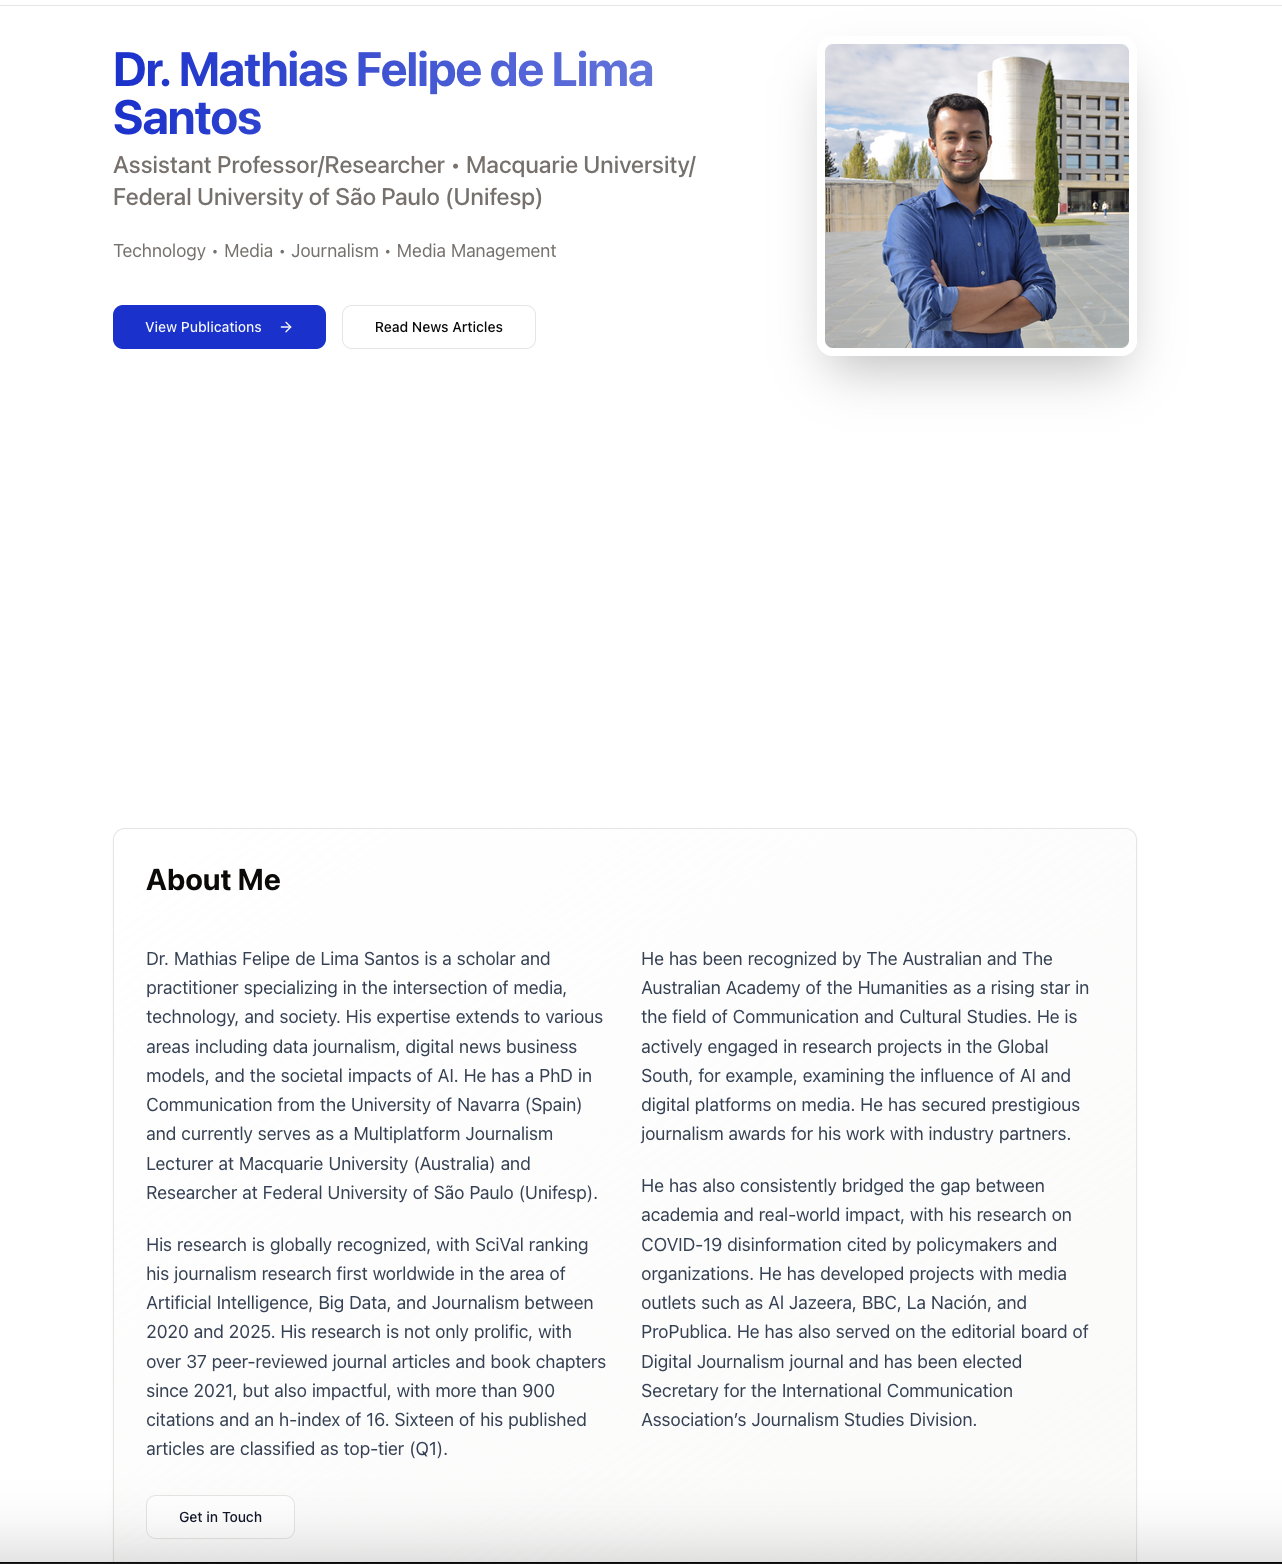 Dr. Mathias Felipe de Lima
Santos
Assistant Professor/Researcher • Macquarie University/
Federal University of São Paulo (Unifesp)
Technology • Media • Journalism • Media Management
View Publications →
Read News Articles
About Me
Dr. Mathias Felipe de Lima Santos is a scholar and
practitioner specializing in the intersection of media,
technology, and society. His expertise extends to various
areas including data journalism, digital news business
models, and the societal impacts of AI. He has a PhD in
Communication from the University of Navarra (Spain)
and currently serves as a Multiplatform Journalism
Lecturer at Macquarie University (Australia) and
Researcher at Federal University of São Paulo (Unifesp).
His research is globally recognized, with SciVal ranking
his journalism research first worldwide in the area of
Artificial Intelligence, Big Data, and Journalism between
2020 and 2025. His research is not only prolific, with
over 37 peer-reviewed journal articles and book chapters
since 2021, but also impactful, with more than 900
citations and an h-index of 16. Sixteen of his published
articles are classified as top-tier (Q1).
He has been recognized by The Australian and The
Australian Academy of the Humanities as a rising star in
the field of Communication and Cultural Studies. He is
actively engaged in research projects in the Global
South, for example, examining the influence of AI and
digital platforms on media. He has secured prestigious
journalism awards for his work with industry partners.
He has also consistently bridged the gap between
academia and real-world impact, with his research on
COVID-19 disinformation cited by policymakers and
organizations. He has developed projects with media
outlets such as Al Jazeera, BBC, La Nación, and
ProPublica. He has also served on the editorial board of
Digital Journalism journal and has been elected
Secretary for the International Communication
Association’s Journalism Studies Division.
Get in Touch